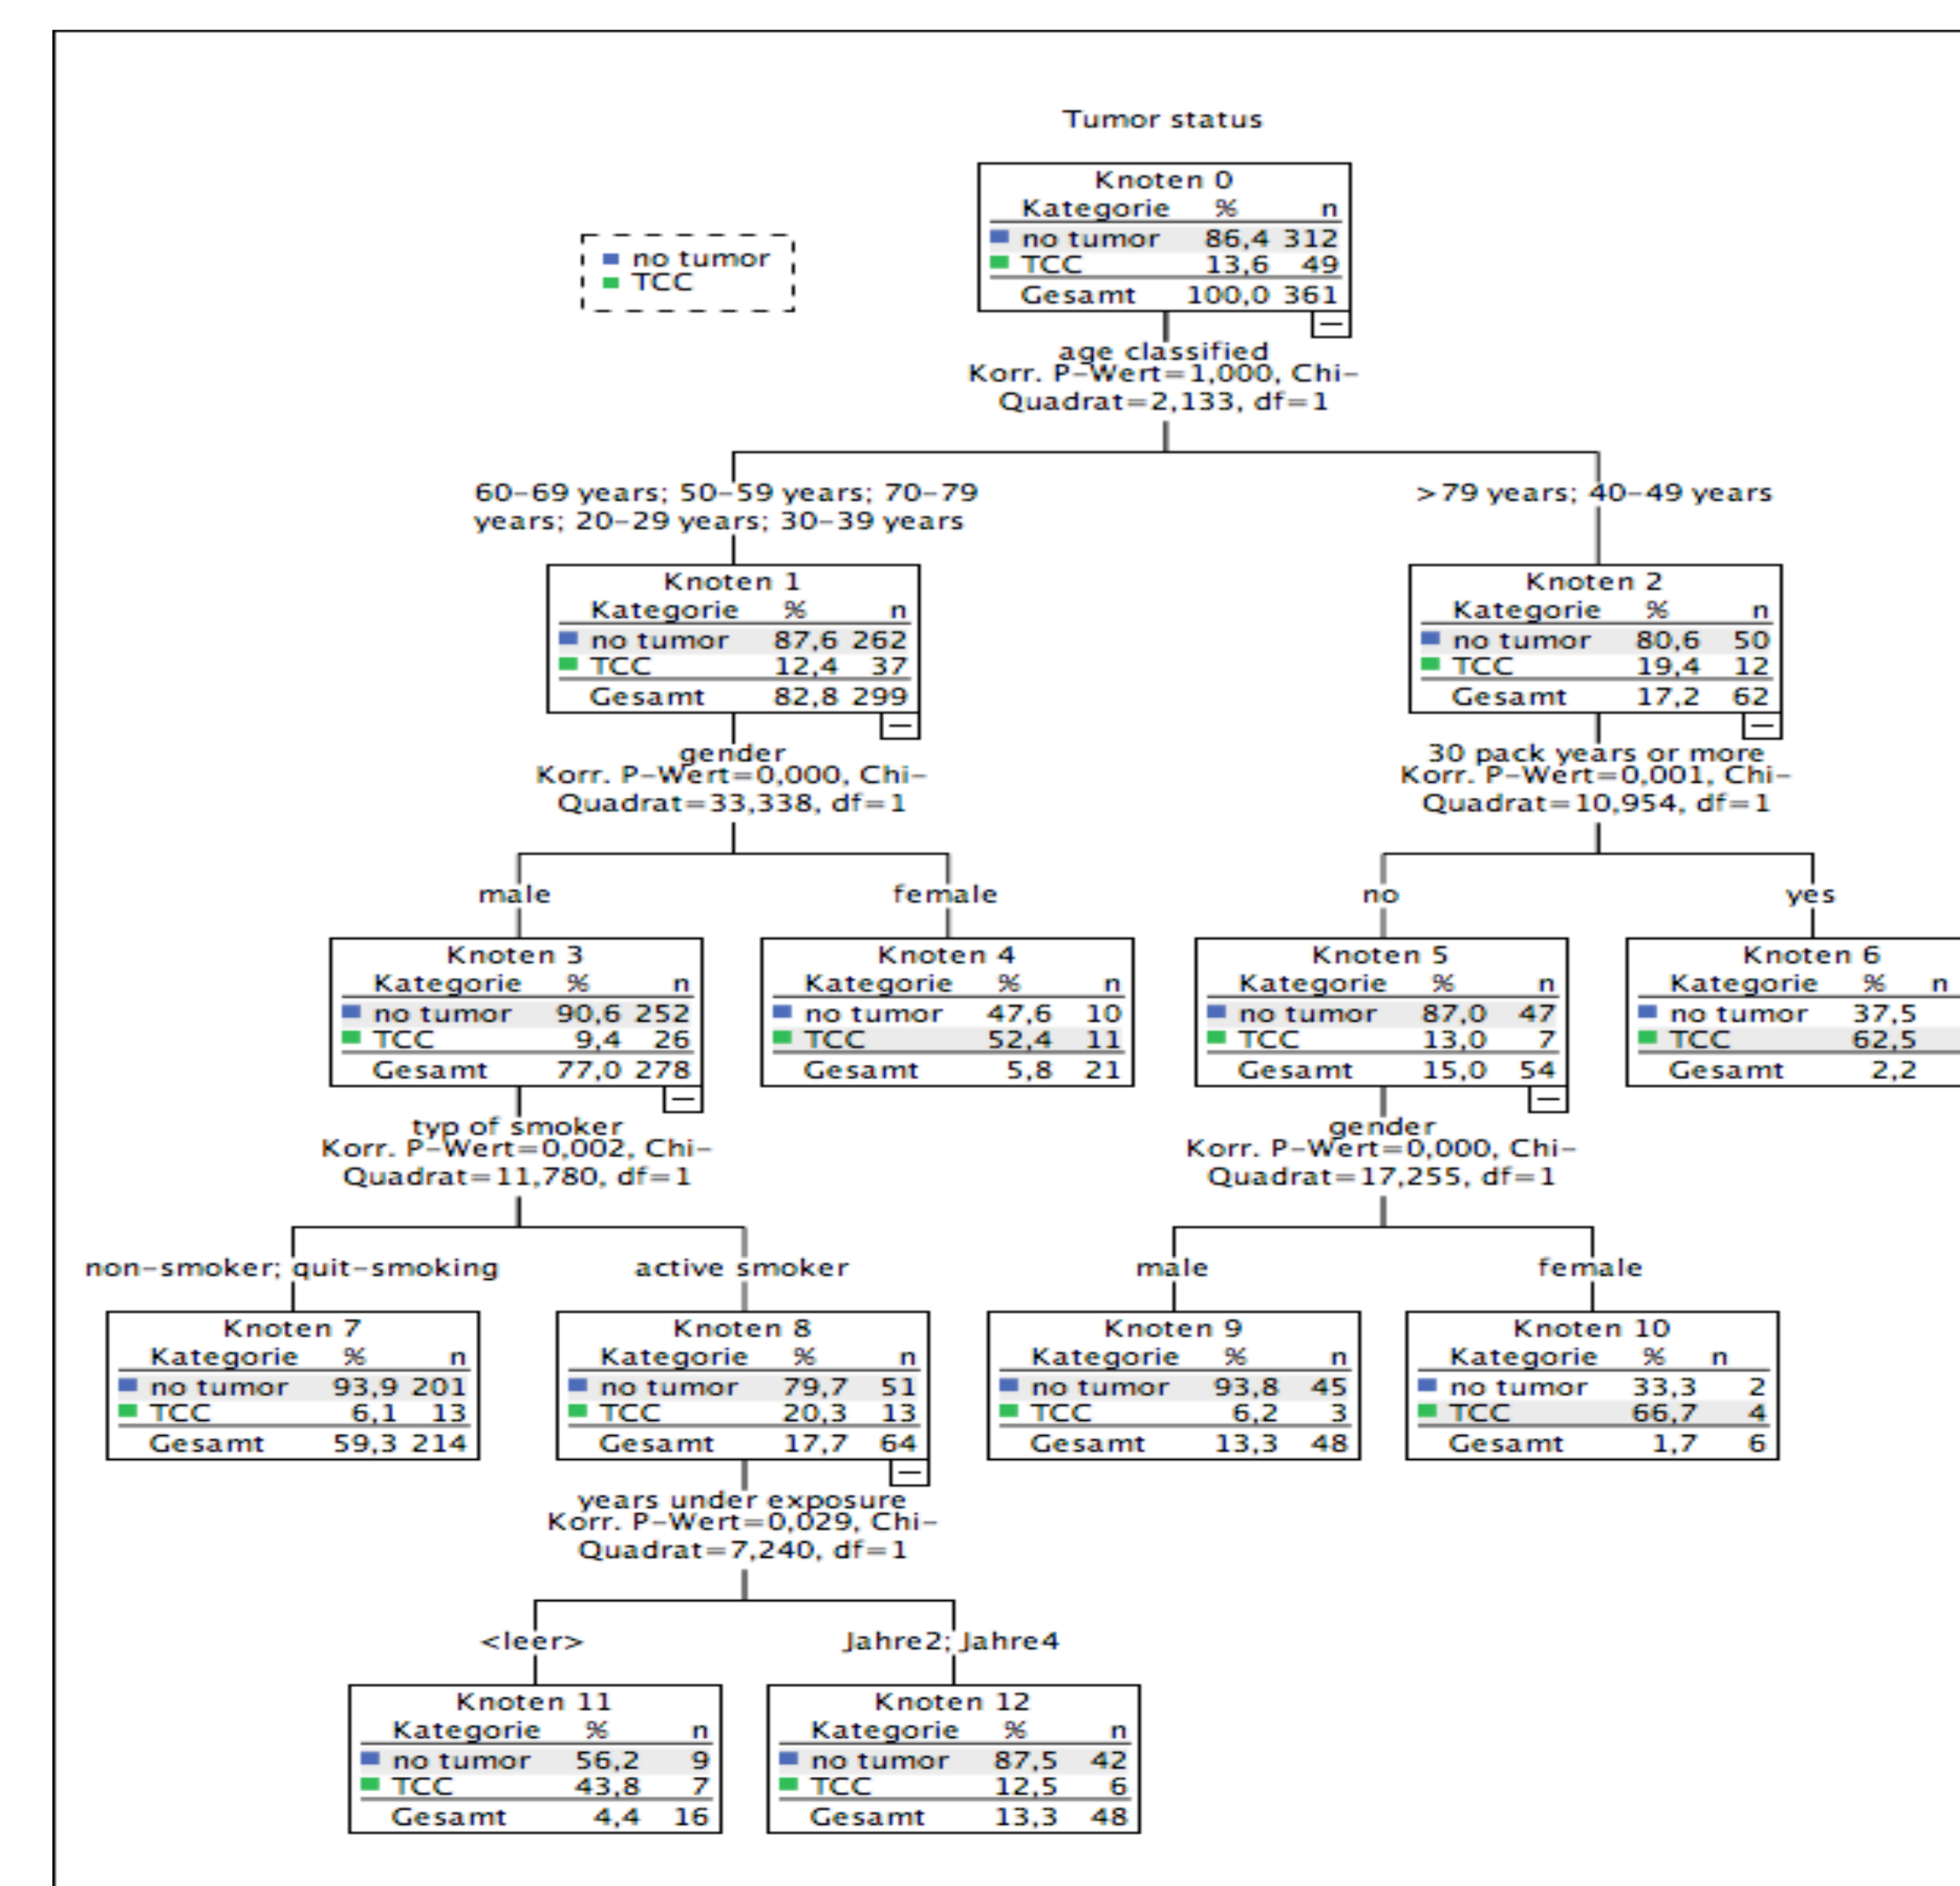 Tumor status
Knoten 0
Kategorie % n
no tumor 86,4 312
TCC 13,6 49
Gesamt 100,0 361
no tumor
TCC
age classified
Korr. P-Wert=1,000, Chi-
Quadrat=2,133, df=1
60-69 years; 50-59 years; 70-79
years; 20-29 years; 30-39 years
>79 years; 40-49 years
Knoten 1
Kategorie % n
no tumor 87,6 262
TCC 12,4 37
Gesamt 82,8 299
Knoten 2
Kategorie % n
no tumor 80,6 50
TCC 19,4 12
Gesamt 17,2 62
gender
Korr. P-Wert=0,000, Chi-
Quadrat=33,338, df=1
30 pack years or more
Korr. P-Wert=0,001, Chi-
Quadrat=10,954, df=1
male
female
no
yes
Knoten 3
Kategorie % n
no tumor 90,6 252
TCC 9,4 26
Gesamt 77,0 278
Knoten 4
Kategorie % n
no tumor 47,6 10
TCC 52,4 11
Gesamt 5,8 21
Knoten 5
Kategorie % n
no tumor 87,0 47
TCC 13,0 7
Gesamt 15,0 54
Knoten 6
Kategorie % n
no tumor 37,5
TCC 62,5
Gesamt 2,2
typ of smoker
Korr. P-Wert=0,002, Chi-
Quadrat=11,780, df=1
gender
Korr. P-Wert=0,000, Chi-
Quadrat=17,255, df=1
non-smoker; quit-smoking
active smoker
male
female
Knoten 7
Kategorie % n
no tumor 93,9 201
TCC 6,1 13
Gesamt 59,3 214
Knoten 8
Kategorie % n
no tumor 79,7 51
TCC 20,3 13
Gesamt 17,7 64
Knoten 9
Kategorie % n
no tumor 93,8 45
TCC 6,2 3
Gesamt 13,3 48
Knoten 10
Kategorie % n
no tumor 33,3 2
TCC 66,7 4
Gesamt 1,7 6
years under exposure
Korr. P-Wert=0,029, Chi-
Quadrat=7,240, df=1
<leer>
Jahre2; Jahre4
Knoten 11
Kategorie % n
no tumor 56,2 9
TCC 43,8 7
Gesamt 4,4 16
Knoten 12
Kategorie % n
no tumor 87,5 42
TCC 12,5 6
Gesamt 13,3 48